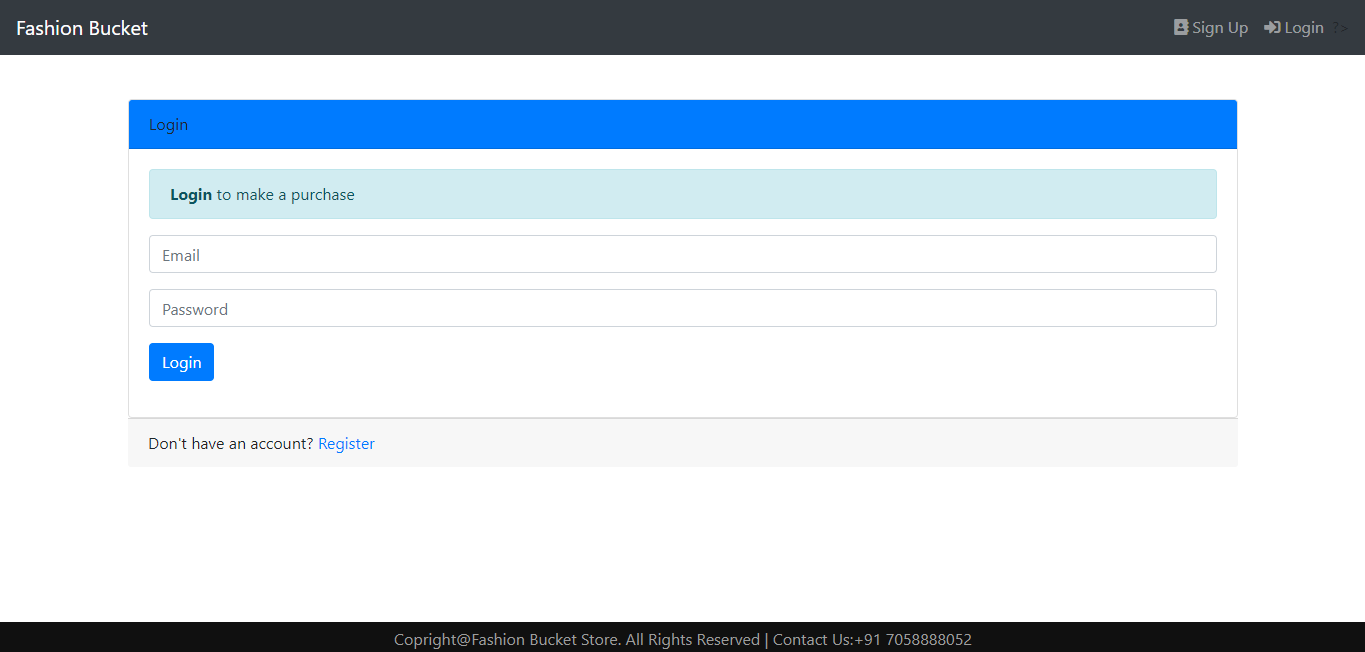 Fashion Bucket Sign Up Login ?>
Login
Login to make a purchase
Email
Password
Login
Don't have an account? Register
Copright@Fashion Bucket Store. All Rights Reserved | Contact Us:+91 7058888052